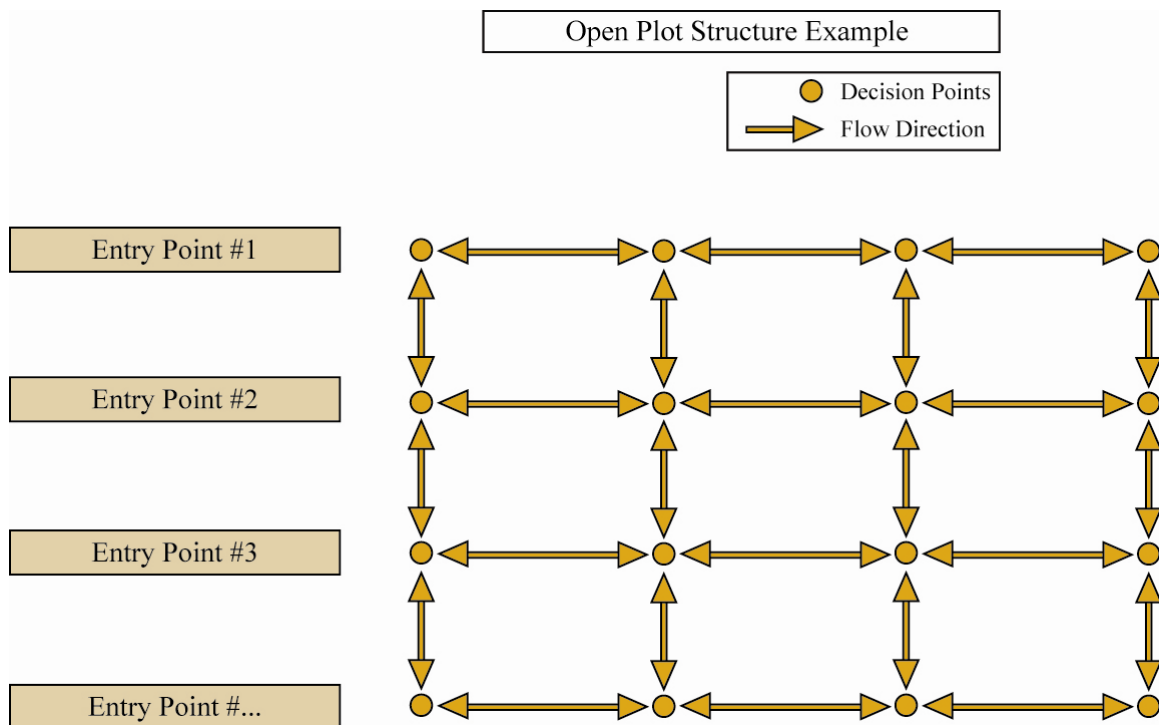 Open Plot Structure Example
Decision Points
Flow Direction
Entry Point #1
Entry Point #2
Entry Point #3
Entry Point #...